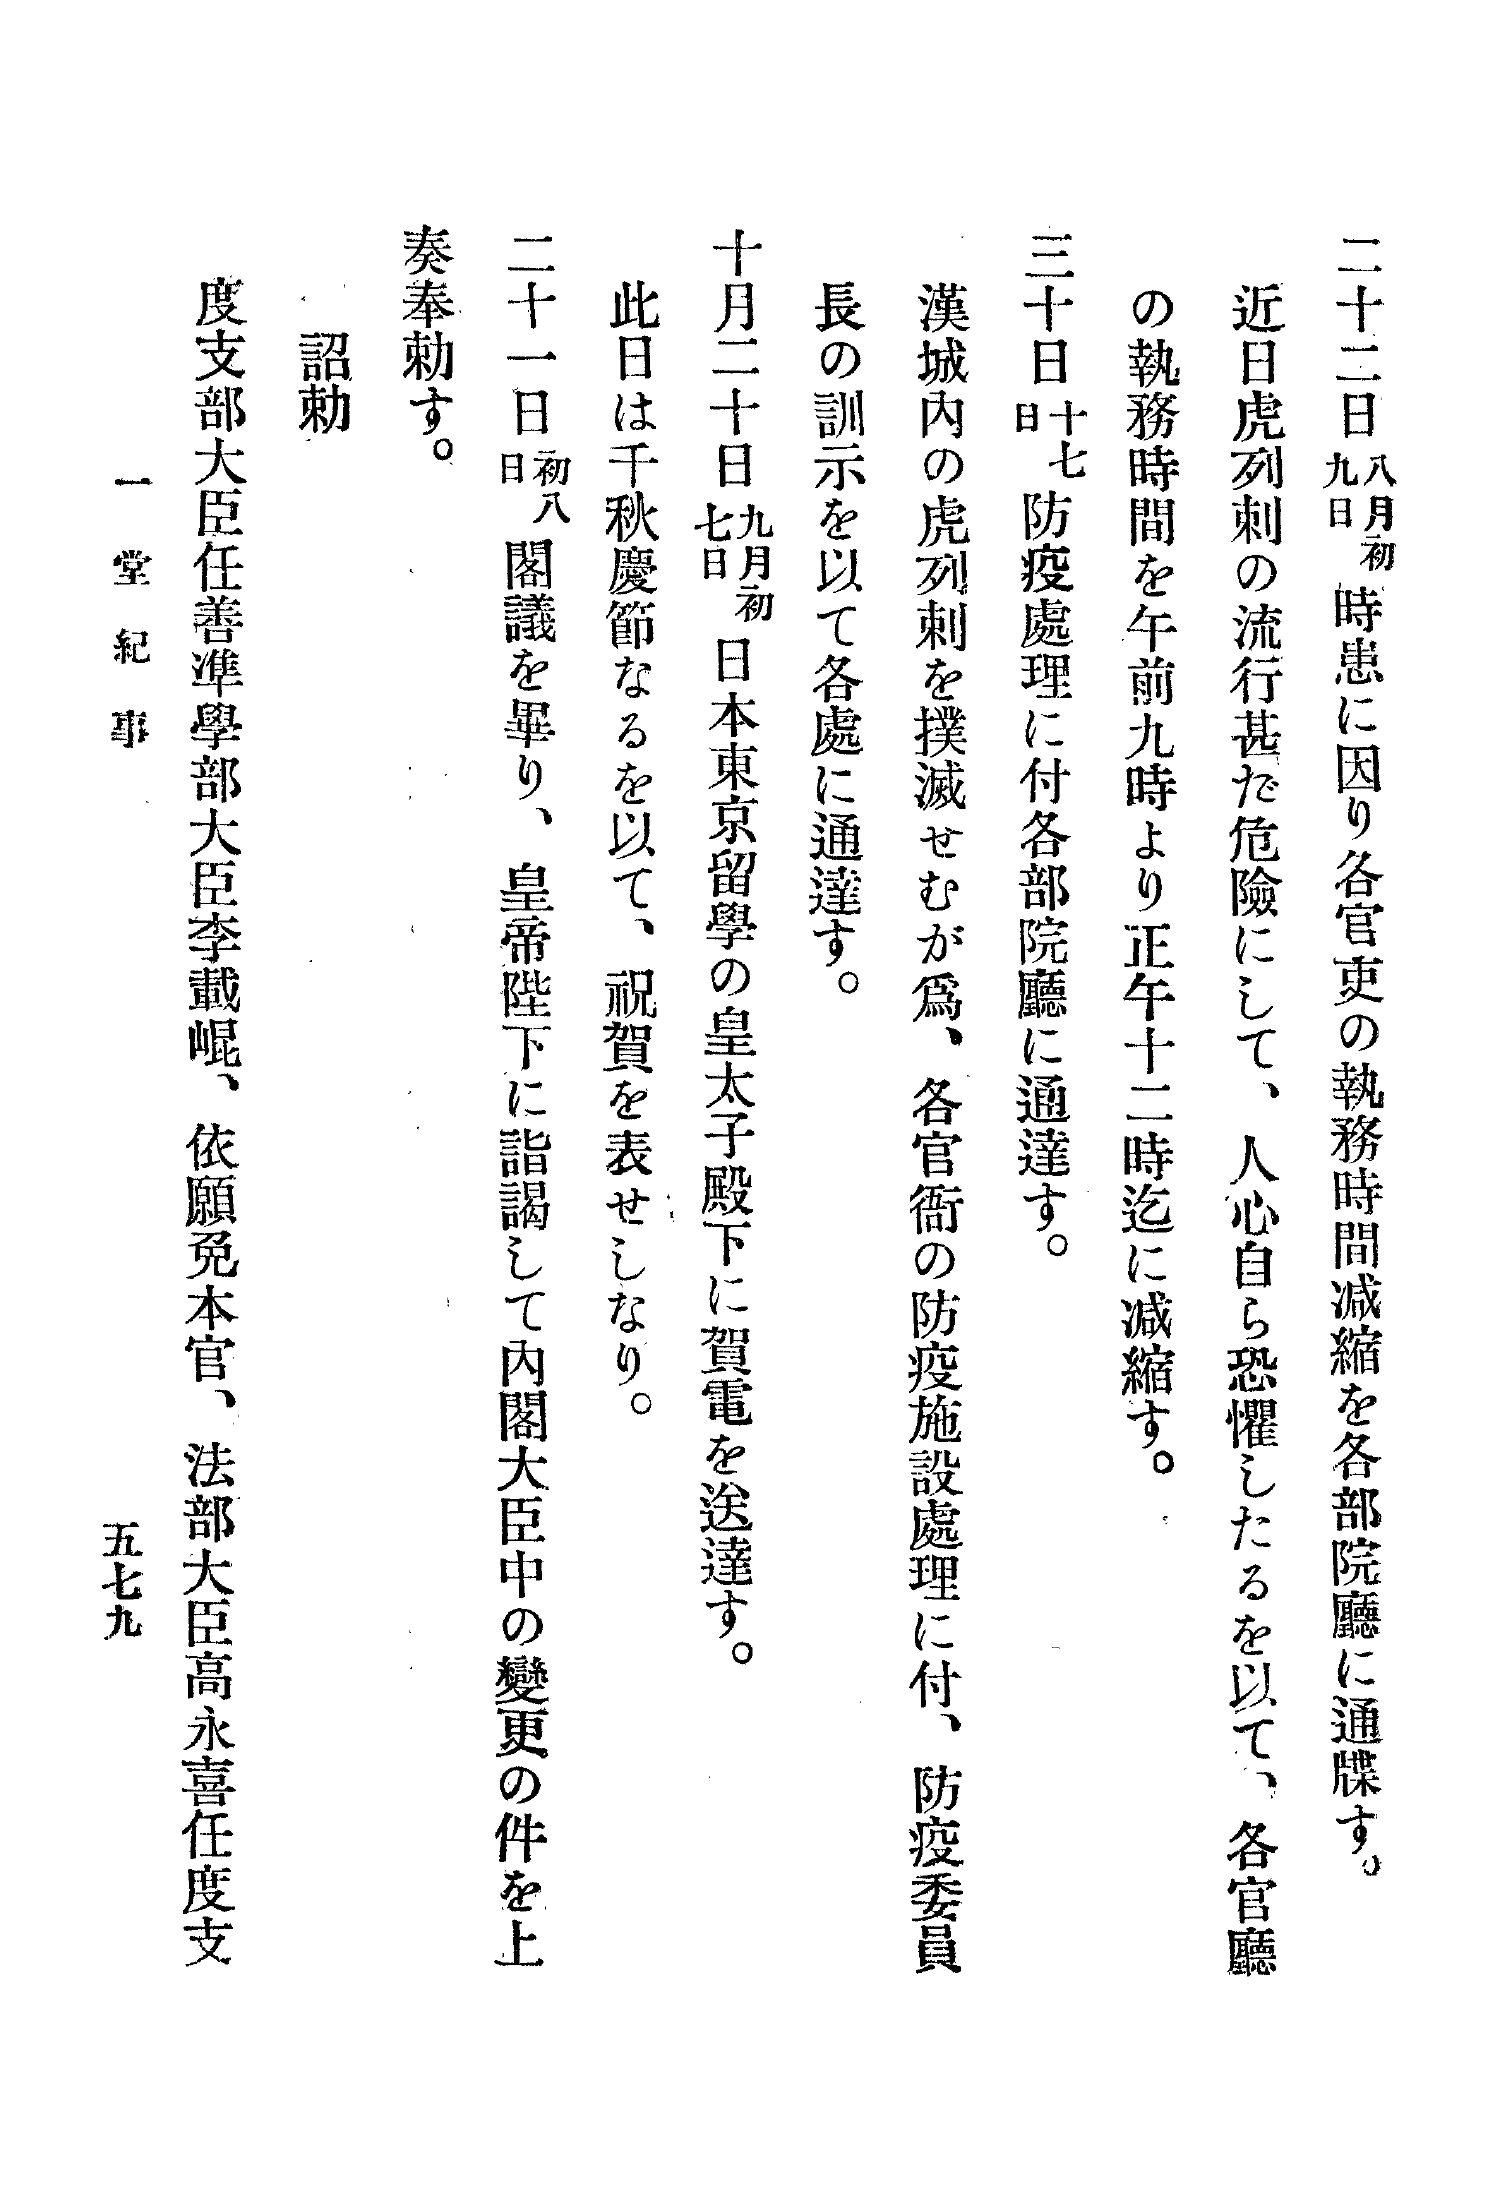 二十二日八月初九日時患に因り各官吏の執務時間減縮を各部院廳に通牒す。
近日虎列刺の流行甚だ危險にして、人心自ら恐懼したるを以て、各官廳
の執務時間を午前九時より正午十二時迄に減縮す。
三十日十七日防疫處理に付各部院廳に通達す。
漢城內の虎列刺を撲滅せむが爲、各官衙の防疫施設處理に付、防疫委員
長の訓示を以て各處に通達す。
十月二十日九月初七日日本東京留學の皇太子殿下に賀電を送達す。
此日は千秋慶節なるを以て、祝賀を表せしなり。
二十一日初八日閣議を畢り、皇帝陛下に詣謁して內閣大臣中の變更の件を上
奏奉勅す。
詔勅
度支部大臣任善準學部大臣李載崐、依願免本官、法部大臣高永喜任度支
一堂紀事
五七九